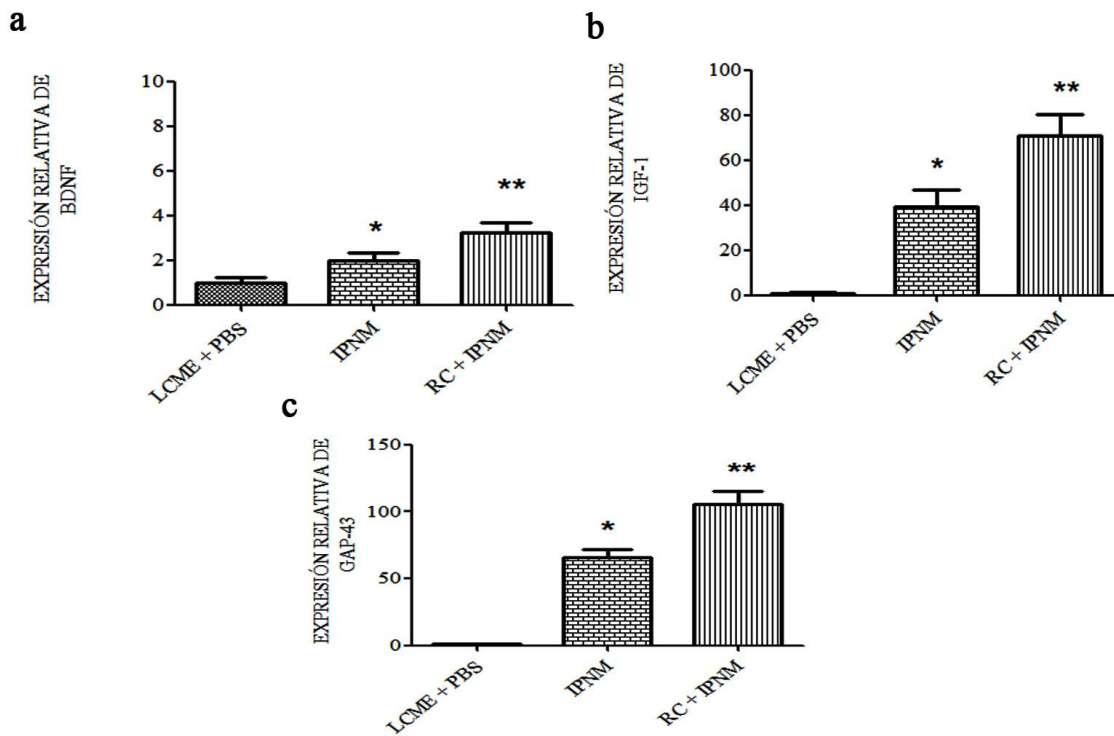 a
EXPRESIÓN RELATIVA DE
BDNF
10
8
6
4
2
0
*
**
LCME + PBS
IPNM
RC + IPNM
b
EXPRESIÓN RELATIVA DE
IGF-1
100
80
60
40
20
0
*
**
LCME + PBS
IPNM
RC + IPNM
c
EXPRESIÓN RELATIVA DE
GAP-43
150
100
50
0
*
**
LCME + PBS
IPNM
RC + IPNM